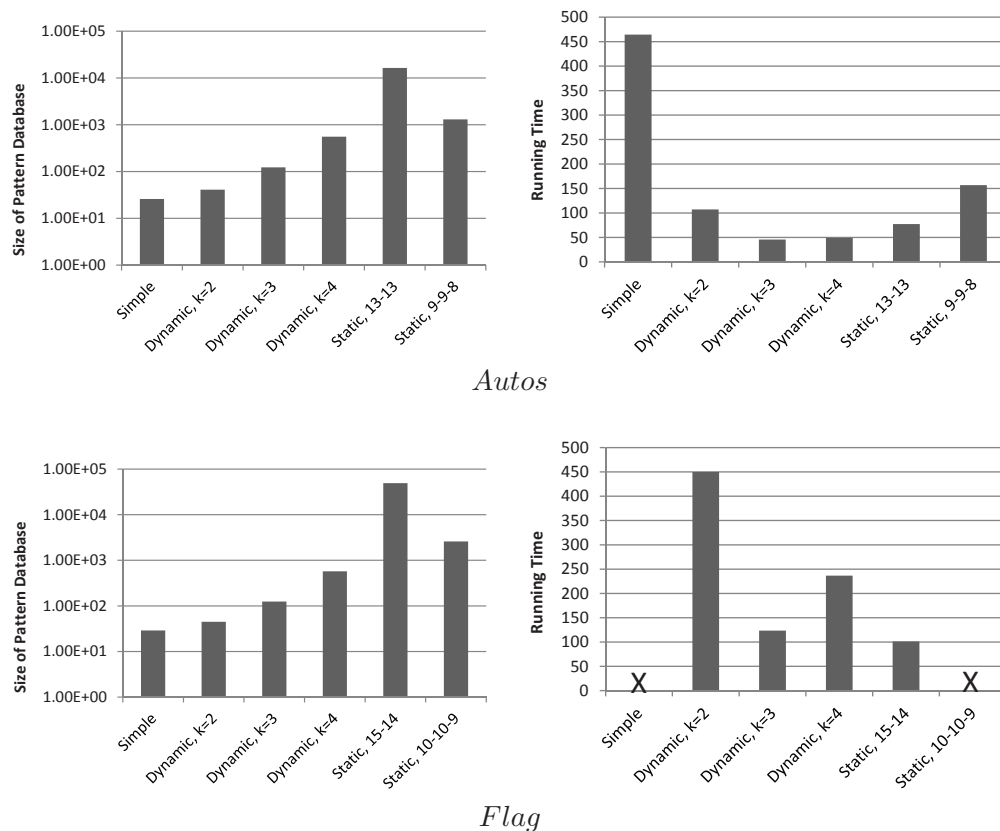 1.00E+05
1.00E+04
1.00E+03
1.00E+02
1.00E+01
1.00E+00
Size of Pattern Database
Simple
Dynamic, k=2
Dynamic, k=3
Dynamic, k=4
Static, 13-13
Static, 9-9-8
500
450
400
350
300
250
200
150
100
50
0
Running Time
Simple
Dynamic, k=2
Dynamic, k=3
Dynamic, k=4
Static, 13-13
Static, 9-9-8
Autos
1.00E+05
1.00E+04
1.00E+03
1.00E+02
1.00E+01
1.00E+00
Size of Pattern Database
Simple
Dynamic, k=2
Dynamic, k=3
Dynamic, k=4
Static, 15-14
Static, 10-10-9
500
450
400
350
300
250
200
150
100
50
0
Running Time
X
X
Simple
Dynamic, k=2
Dynamic, k=3
Dynamic, k=4
Static, 15-14
Static, 10-10-9
Flag